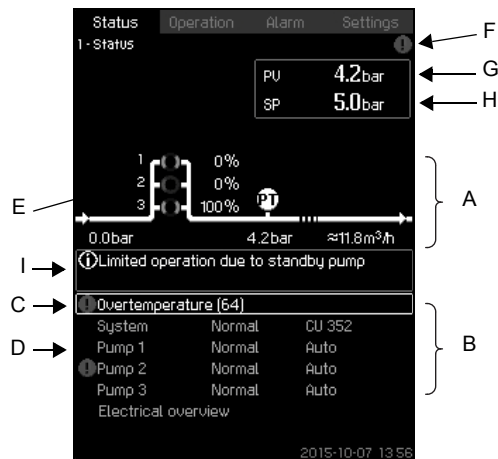 Status Operation Alarm Settings
1 - Status
F
PV 4.2bar
G
SP 5.0bar
H
1 0%
2 0%
3 100%
PT
E
A
0.0bar 4.2bar ≈11.8m³/h
I
Limited operation due to standby pump
C
Overtemperature (64)
System Normal CU 352
D
Pump 1 Normal Auto
B
Pump 2 Normal Auto
Pump 3 Normal Auto
Electrical overview
2015-10-07 13:56